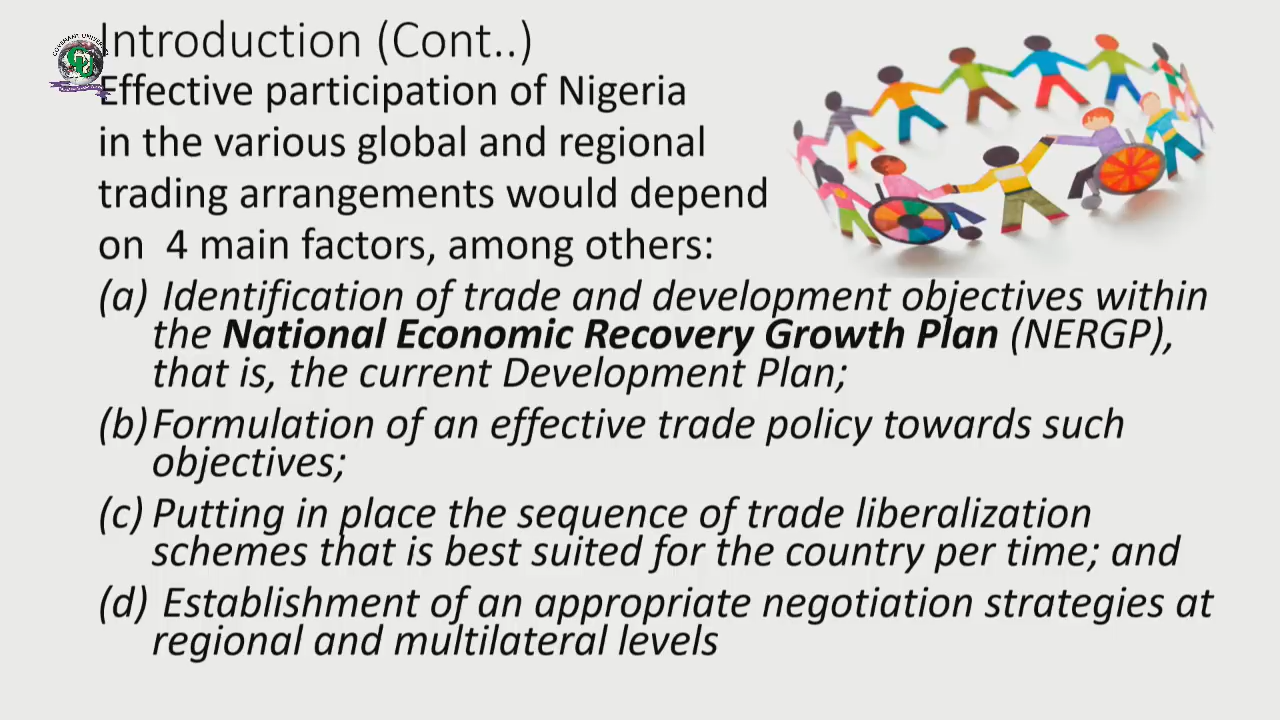 Introduction (Cont..)
Effective participation of Nigeria
in the various global and regional
trading arrangements would depend
on 4 main factors, among others:
(a) Identification of trade and development objectives within
the National Economic Recovery Growth Plan (NERGP),
that is, the current Development Plan;
(b) Formulation of an effective trade policy towards such
objectives;
(c) Putting in place the sequence of trade liberalization
schemes that is best suited for the country per time; and
(d) Establishment of an appropriate negotiation strategies at
regional and multilateral levels